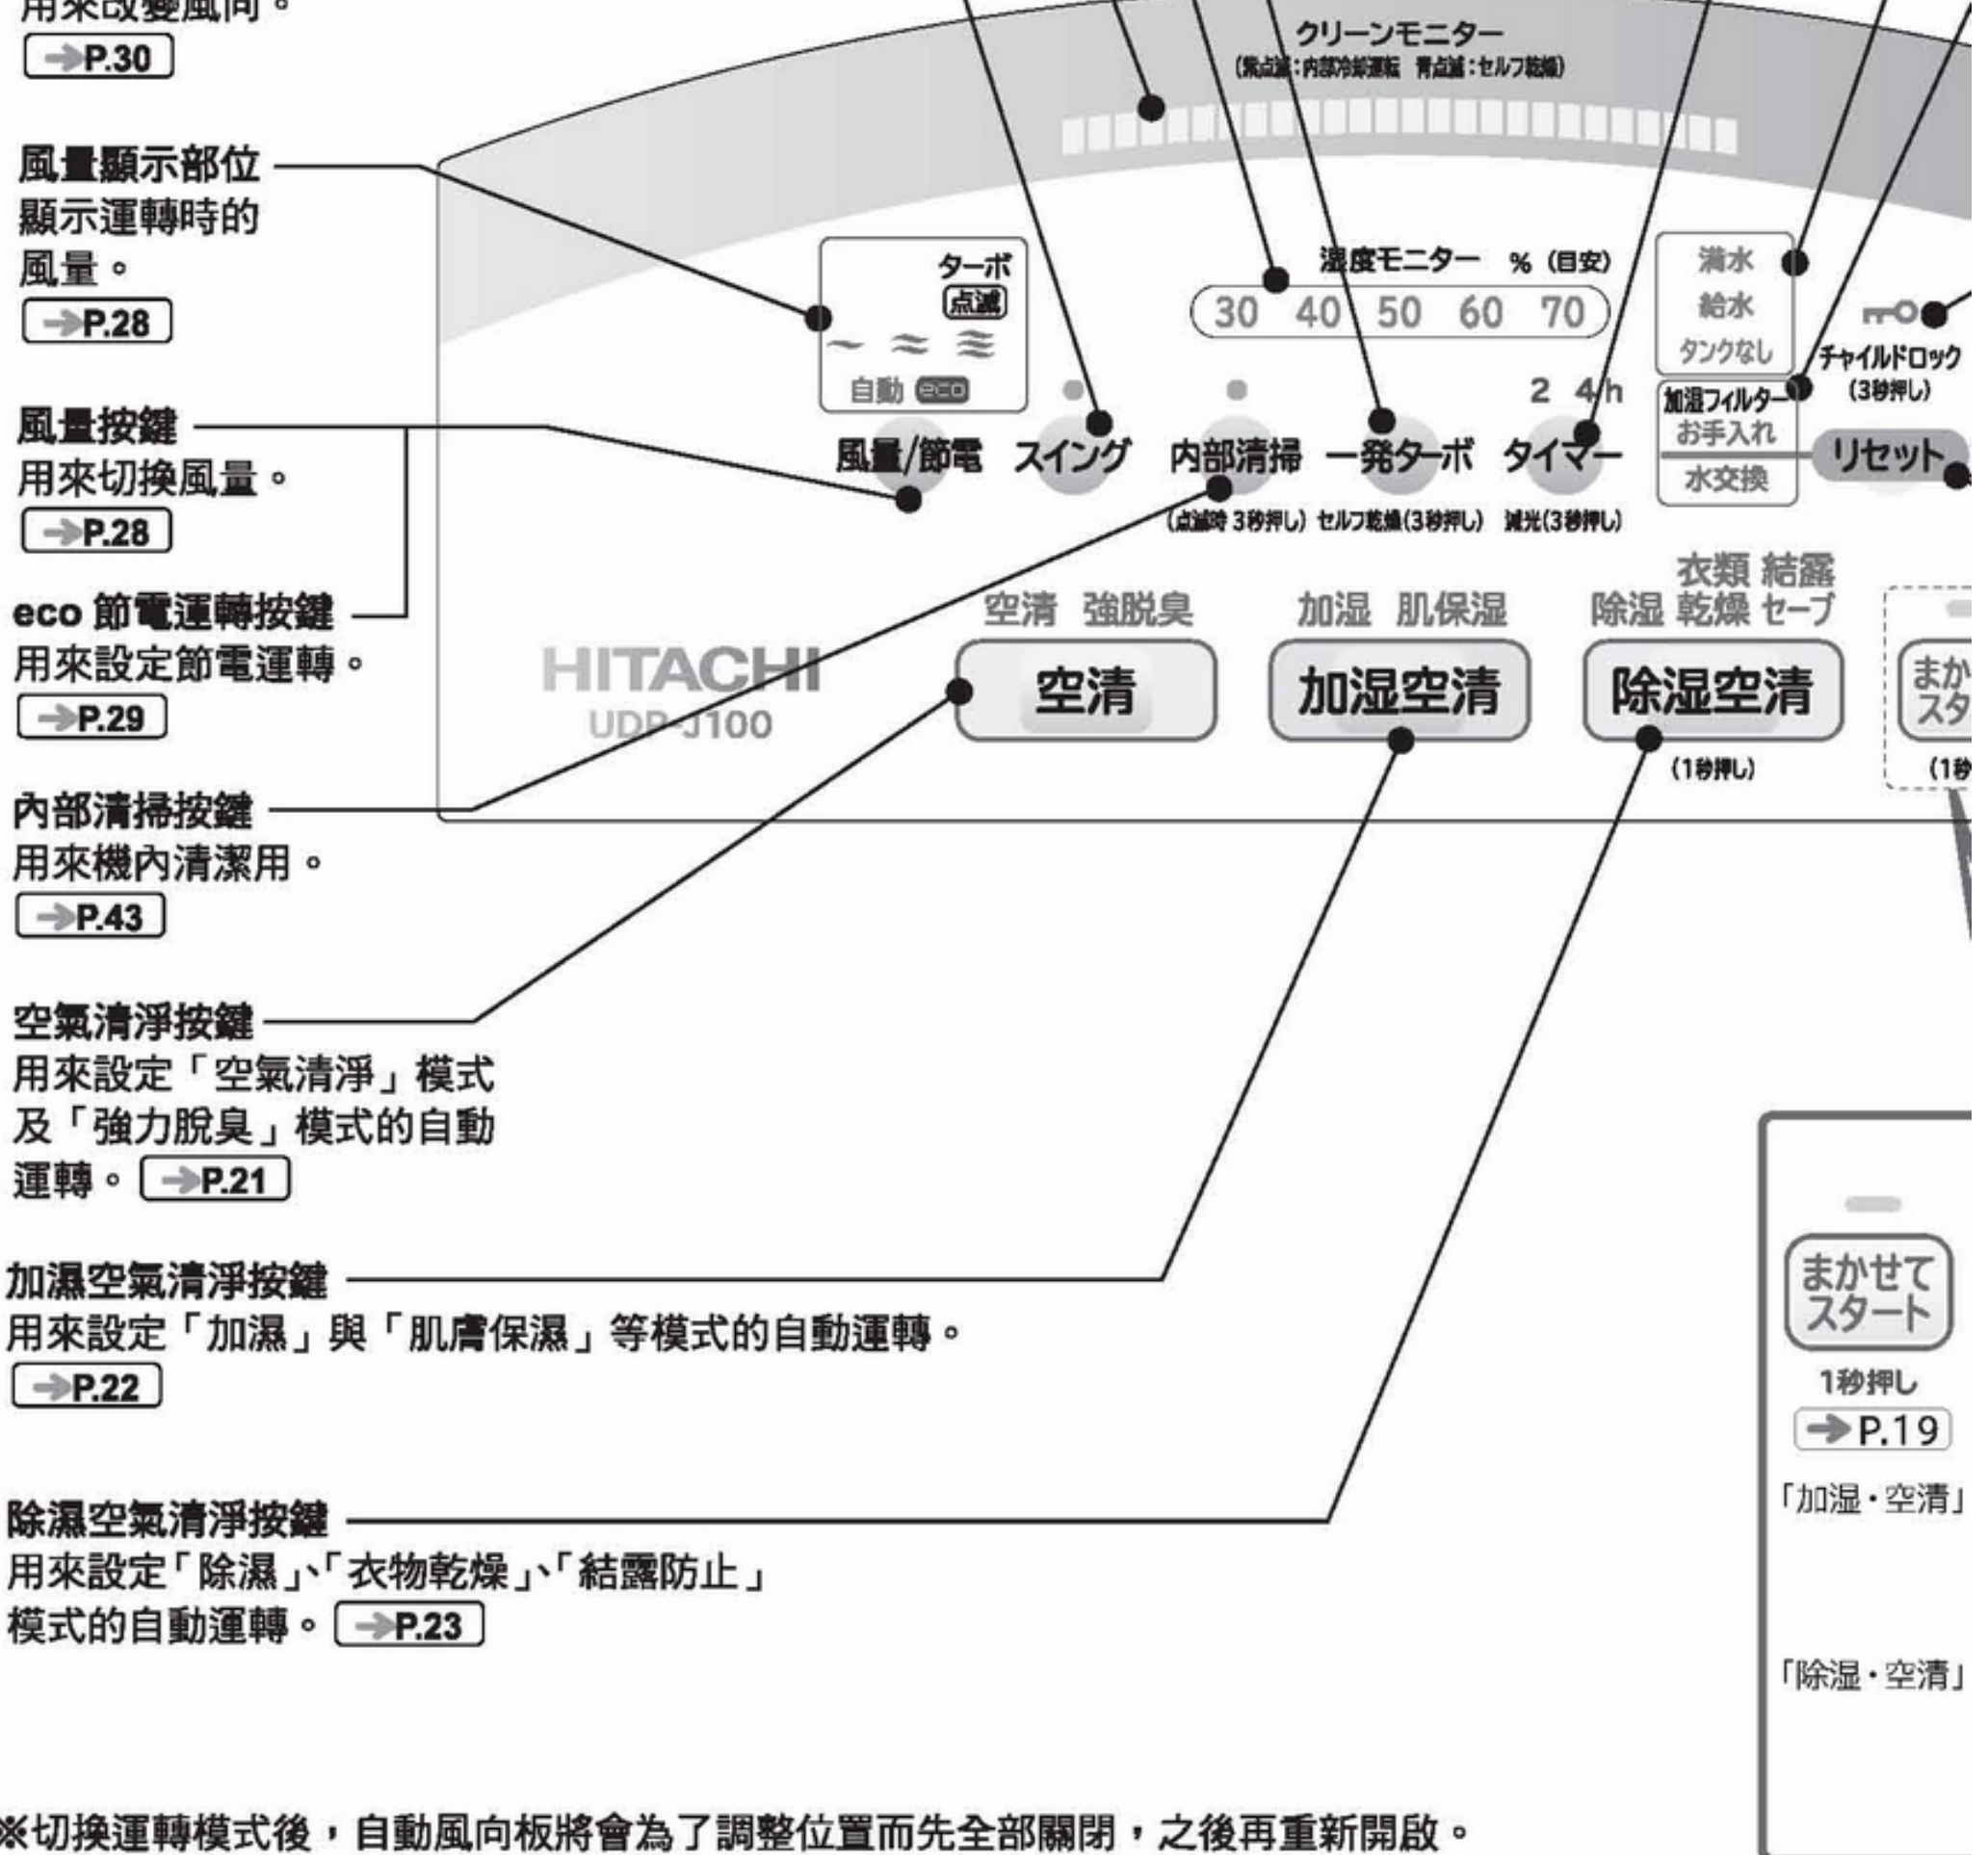 用來改變風向。
➔P.30
風量顯示部位
顯示運轉時的
風量。
➔P.28
風量按鍵
用來切換風量。
➔P.28
eco 節電運轉按鍵
用來設定節電運轉。
➔P.29
內部清掃按鍵
用來機內清潔用。
➔P.43
空氣清淨按鍵
用來設定「空氣清淨」模式
及「強力脫臭」模式的自動
運轉。 ➔P.21
加濕空氣清淨按鍵
用來設定「加濕」與「肌膚保濕」等模式的自動運轉。
➔P.22
除濕空氣清淨按鍵
用來設定「除濕」、「衣物乾燥」、「結露防止」
模式的自動運轉。 ➔P.23
※切換運轉模式後，自動風向板將會為了調整位置而先全部關閉，之後再重新開啟。
クリーンモニター
(紫点滅：内部冷却運転 青点滅：セルフ乾燥)
ターボ
点滅
自動 eco
湿度モニター %（目安）
30 40 50 60 70
満水
給水
タンクなし
チャイルドロック
(3秒押し)
2 4h
加湿フィルター
お手入れ
水交換
リセット
風量/節電 スイング 内部清掃 一発ターボ タイマー
(点滅時 3秒押し) セルフ乾燥(3秒押し) 減光(3秒押し)
衣類 結露
空清 強脱臭 加湿 肌保湿 除湿 乾燥 セーブ
HITACHI
UDP-J100
空清 加湿空清 除湿空清
(1秒押し)
まか
スタ
(1秒
まかせて
スタート
1秒押し
➔P.19
「加湿・空清」
「除湿・空清」